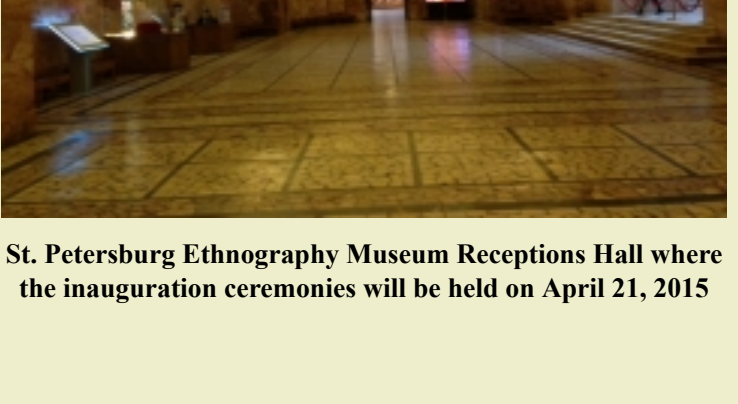 St. Petersburg Ethnography Museum Receptions Hall where
the inauguration ceremonies will be held on April 21, 2015